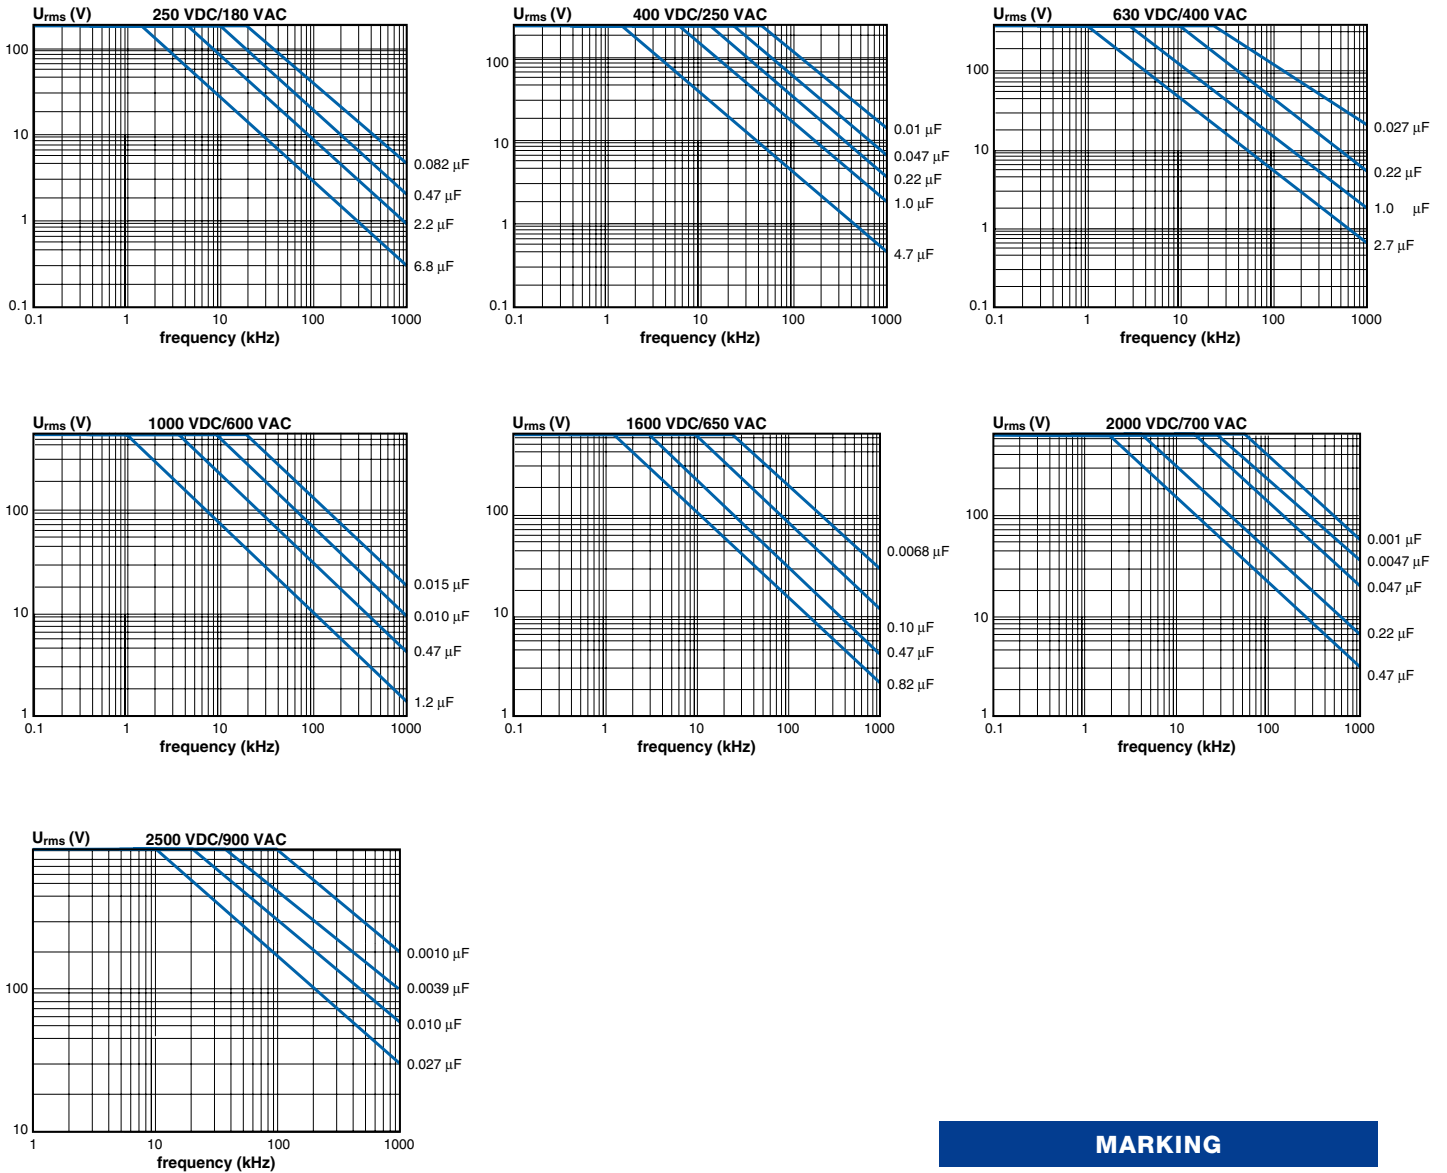 Urms (V) 250 VDC/180 VAC
100
10
1
0.1
0.1 1 10 100 1000
frequency (kHz)
0.082 µF
0.47 µF
2.2 µF
6.8 µF
Urms (V) 400 VDC/250 VAC
100
10
1
0.1
0.1 1 10 100 1000
frequency (kHz)
0.01 µF
0.047 µF
0.22 µF
1.0 µF
4.7 µF
Urms (V) 630 VDC/400 VAC
100
10
1
0.1
0.1 1 10 100 1000
frequency (kHz)
0.027 µF
0.22 µF
1.0 µF
2.7 µF
Urms (V) 1000 VDC/600 VAC
100
10
1
0.1 1 10 100 1000
frequency (kHz)
0.015 µF
0.010 µF
0.47 µF
1.2 µF
Urms (V) 1600 VDC/650 VAC
100
10
1
0.1 1 10 100 1000
frequency (kHz)
0.0068 µF
0.10 µF
0.47 µF
0.82 µF
Urms (V) 2000 VDC/700 VAC
100
10
1
0.1 1 10 100 1000
frequency (kHz)
0.001 µF
0.0047 µF
0.047 µF
0.22 µF
0.47 µF
Urms (V) 2500 VDC/900 VAC
100
10
1 10 100 1000
frequency (kHz)
0.0010 µF
0.0039 µF
0.010 µF
0.027 µF
MARKING